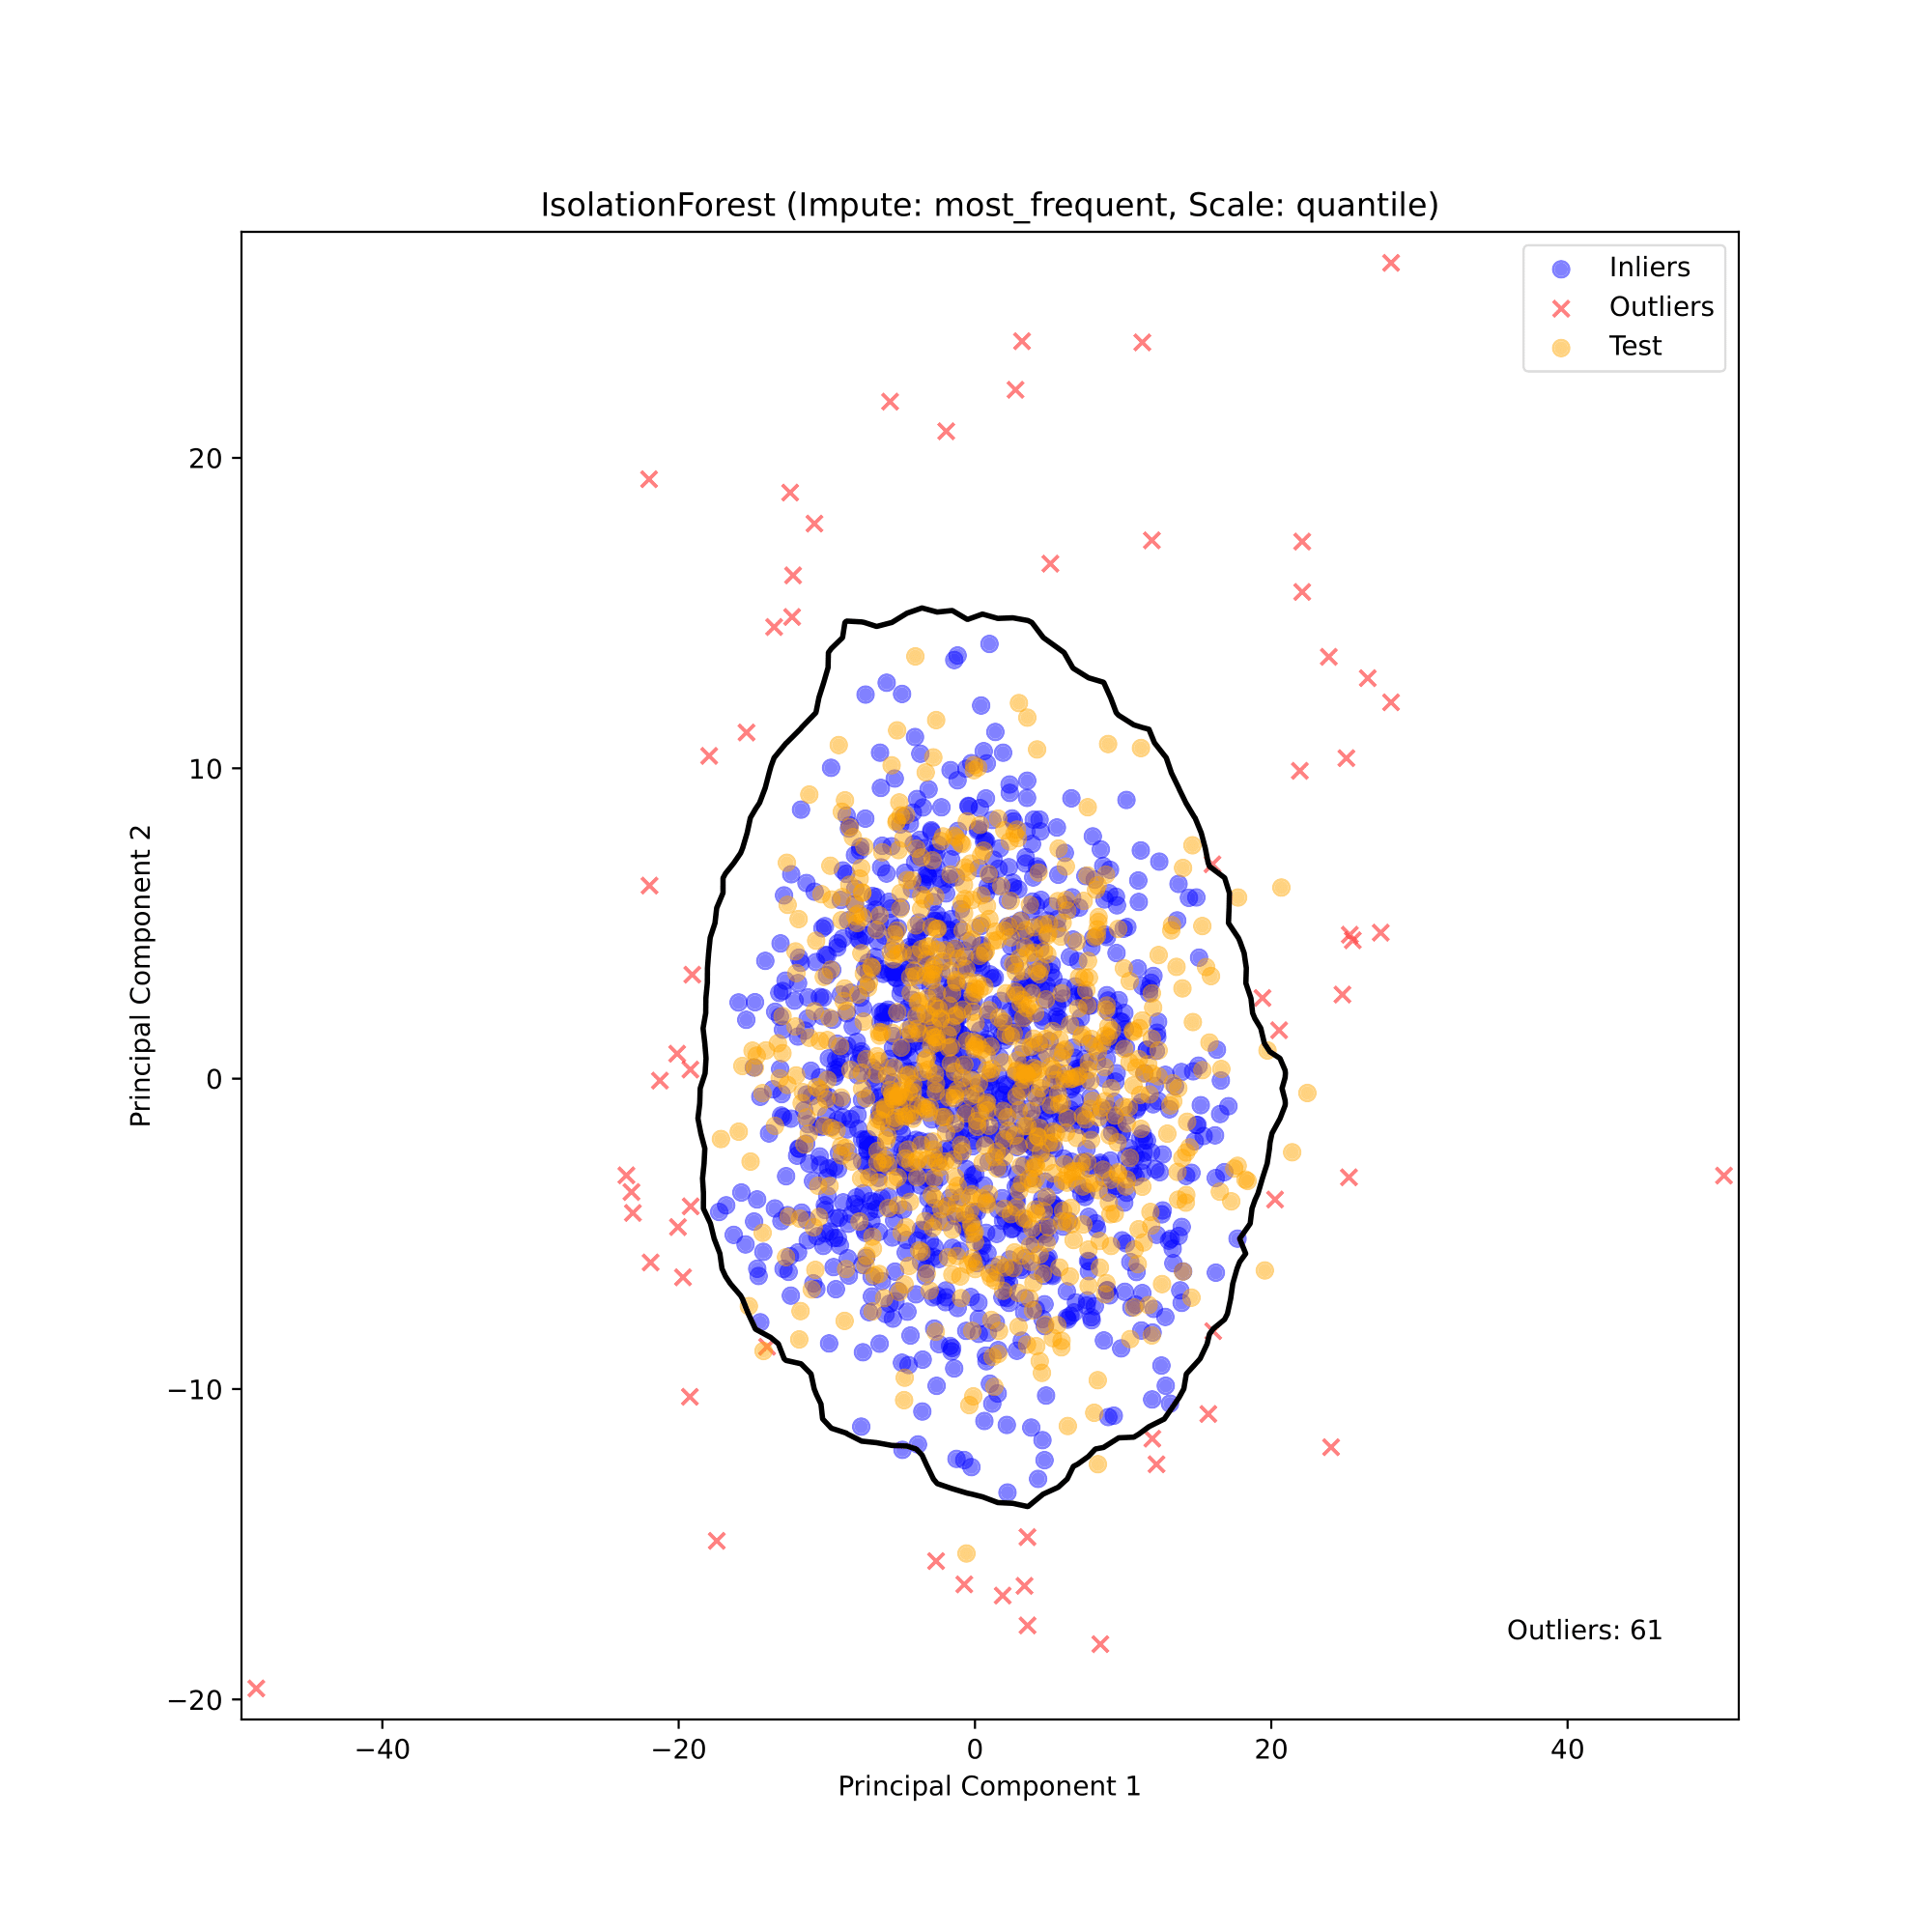 IsolationForest (Impute: most_frequent, Scale: quantile)
Inliers
Outliers
Test
20
10
0
−10
−20
Principal Component 2
Outliers: 61
−40
−20
0
20
40
Principal Component 1